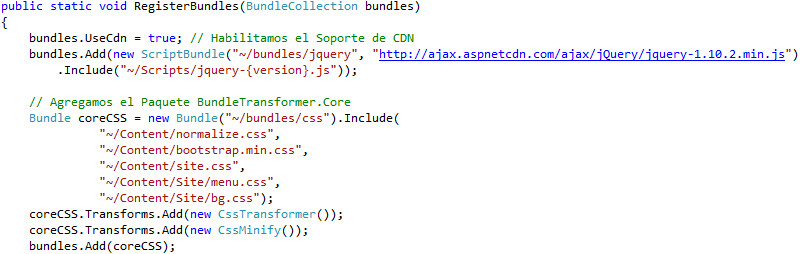 public static void RegisterBundles(BundleCollection bundles)
{
    bundles.UseCdn = true; // Habilitamos el Soporte de CDN
    bundles.Add(new ScriptBundle("~/bundles/jquery", "http://ajax.aspnetcdn.com/ajax/jQuery/jquery-1.10.2.min.js")
        .Include("~/Scripts/jquery-{version}.js"));

    // Agregamos el Paquete BundleTransformer.Core
    Bundle coreCSS = new Bundle("~/bundles/css").Include(
              "~/Content/normalize.css",
              "~/Content/bootstrap.min.css",
              "~/Content/site.css",
              "~/Content/Site/menu.css",
              "~/Content/Site/bg.css");
    coreCSS.Transforms.Add(new CssTransformer());
    coreCSS.Transforms.Add(new CssMinify());
    bundles.Add(coreCSS);